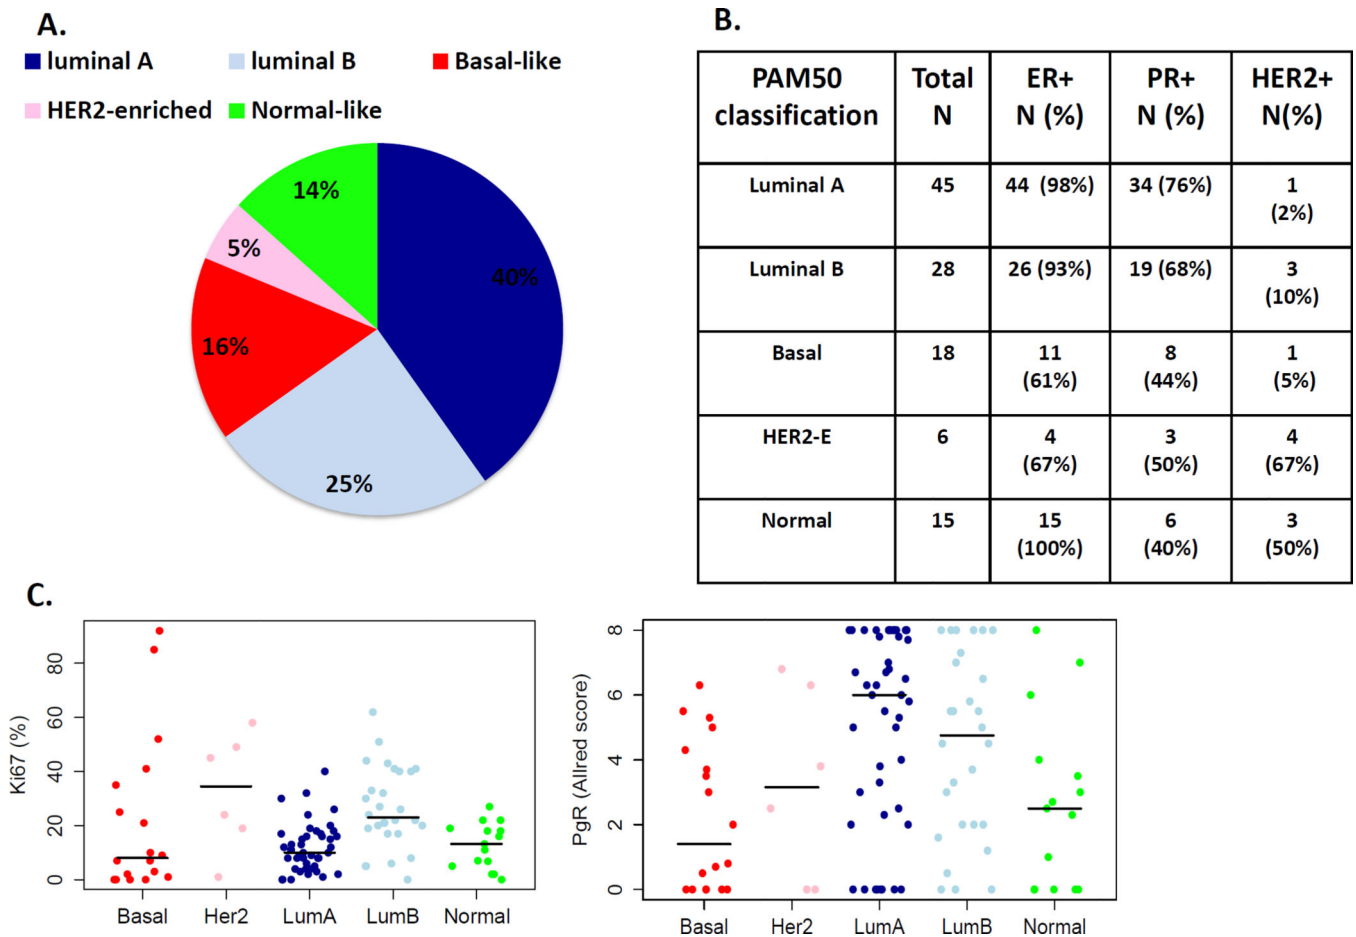 A.
luminal A luminal B Basal-like
HER2-enriched Normal-like
14%
5%
40%
16%
25%
B.
PAM50 Total ER+ PR+ HER2+
classification N N (%) N (%) N(%)
Luminal A 45 44 (98%) 34 (76%) 1
(2%)
Luminal B 28 26 (93%) 19 (68%) 3
(10%)
Basal 18 11 8 1
(61%) (44%) (5%)
HER2-E 6 4 3 4
(67%) (50%) (67%)
Normal 15 15 6 3
(100%) (40%) (50%)
C.
Ki67 (%)
80
60
40
20
0
Basal Her2 LumA LumB Normal
PgR (Allred score)
8
6
4
2
0
Basal Her2 LumA LumB Normal